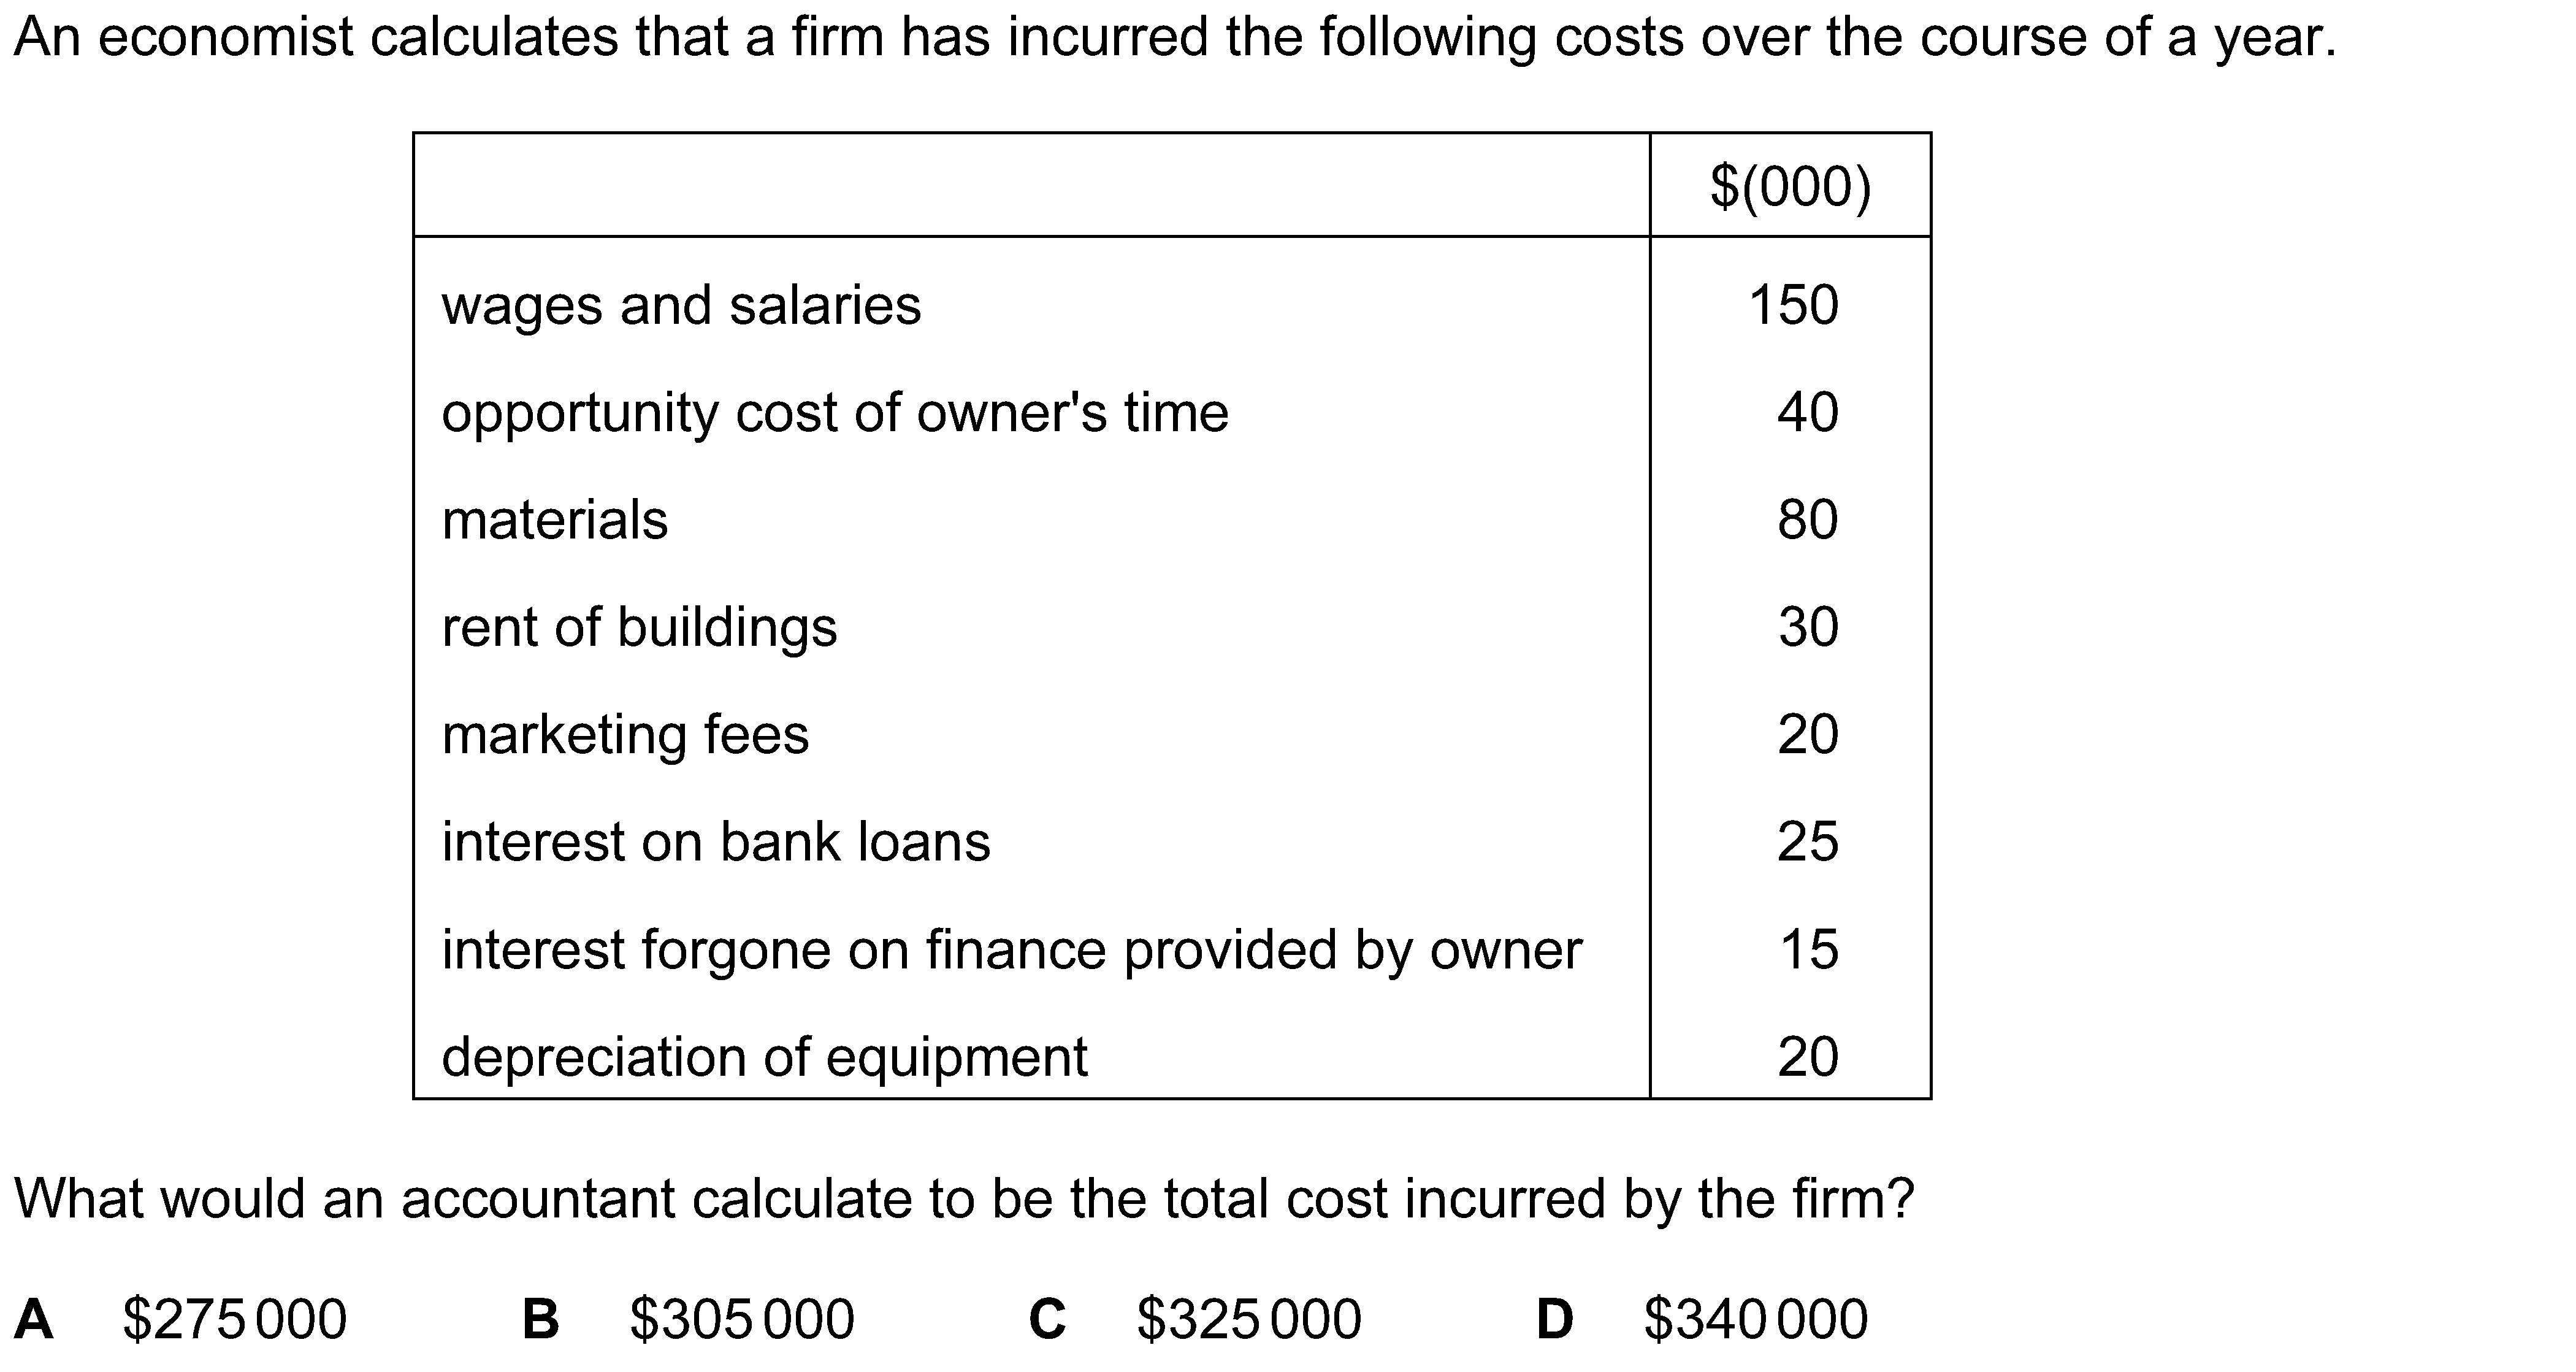 An economist calculates that a firm has incurred the following costs over the course of a year.
$(000)
wages and salaries 150
opportunity cost of owner's time 40
materials 80
rent of buildings 30
marketing fees 20
interest on bank loans 25
interest forgone on finance provided by owner 15
depreciation of equipment 20
What would an accountant calculate to be the total cost incurred by the firm?
A $275 000 B $305 000 C $325 000 D $340 000